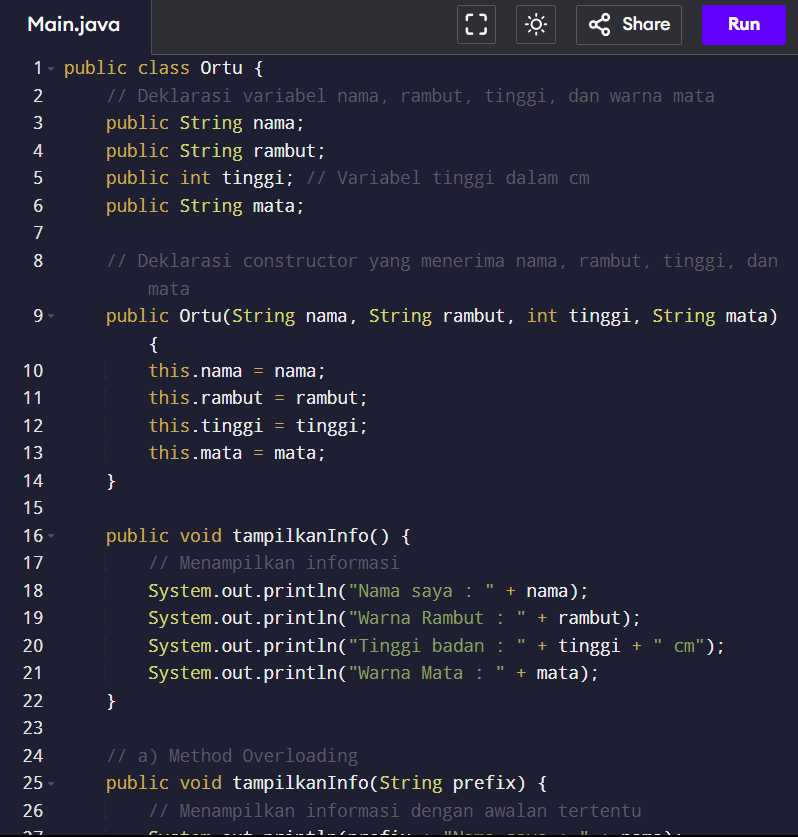 Main.java Share Run
1 public class Ortu {
2 // Deklarasi variabel nama, rambut, tinggi, dan warna mata
3 public String nama;
4 public String rambut;
5 public int tinggi; // Variabel tinggi dalam cm
6 public String mata;
7
8 // Deklarasi constructor yang menerima nama, rambut, tinggi, dan
mata
9 public Ortu(String nama, String rambut, int tinggi, String mata)
{
10 this.nama = nama;
11 this.rambut = rambut;
12 this.tinggi = tinggi;
13 this.mata = mata;
14 }
15
16 public void tampilkanInfo() {
17 // Menampilkan informasi
18 System.out.println("Nama saya : " + nama);
19 System.out.println("Warna Rambut : " + rambut);
20 System.out.println("Tinggi badan : " + tinggi + " cm");
21 System.out.println("Warna Mata : " + mata);
22 }
23
24 // a) Method Overloading
25 public void tampilkanInfo(String prefix) {
26 // Menampilkan informasi dengan awalan tertentu